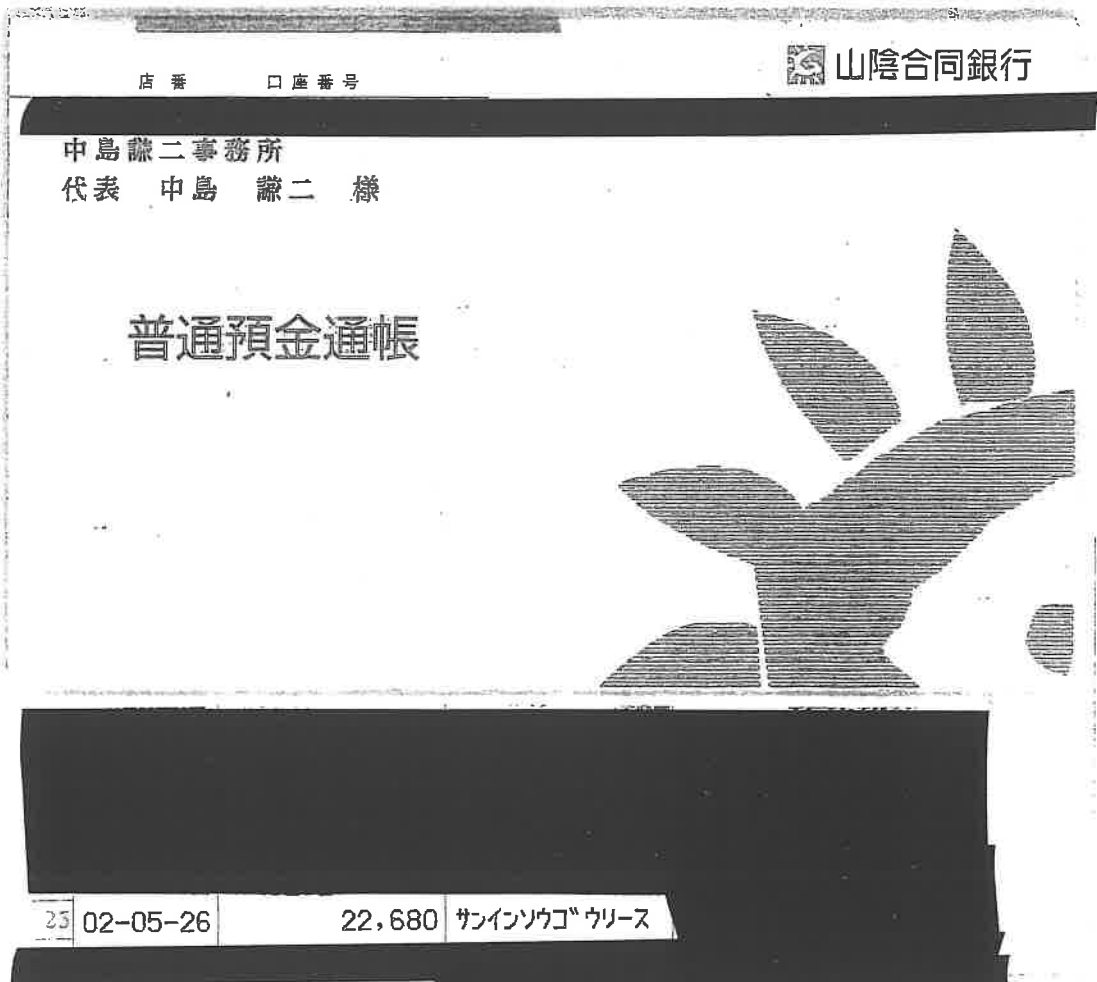 山陰合同銀行
店番 口座番号
中島謙二事務所
代表 中島 謙二 様
普通預金通帳
25 02-05-26 22,680 サンインソウゴウリース